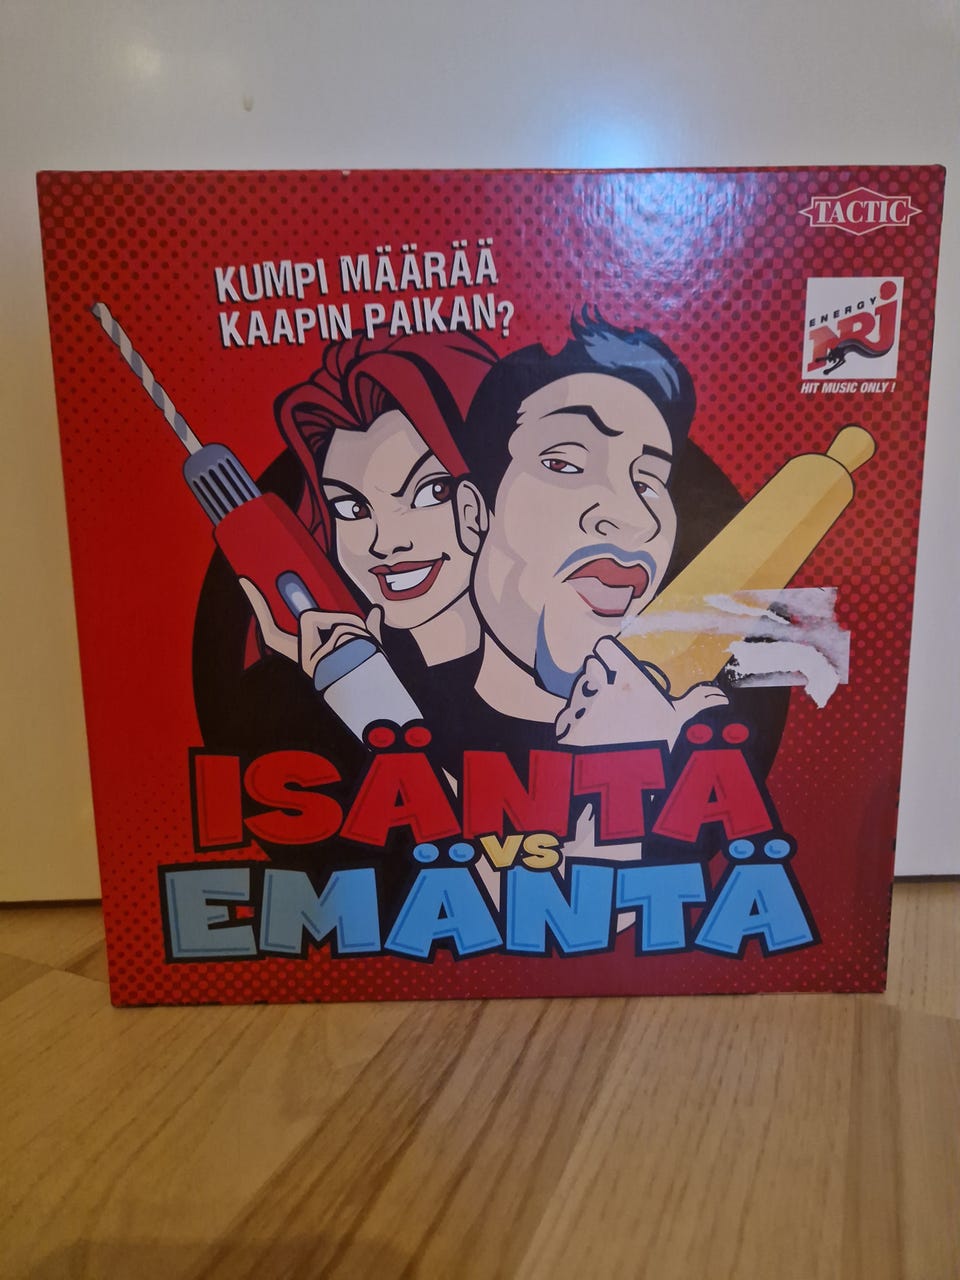 TACTIC
KUMPI MÄÄRÄÄ
KAAPIN PAIKAN?
ENERGY
NRJ
HIT MUSIC ONLY!
ISÄNTÄ
VS
EMÄNTÄ